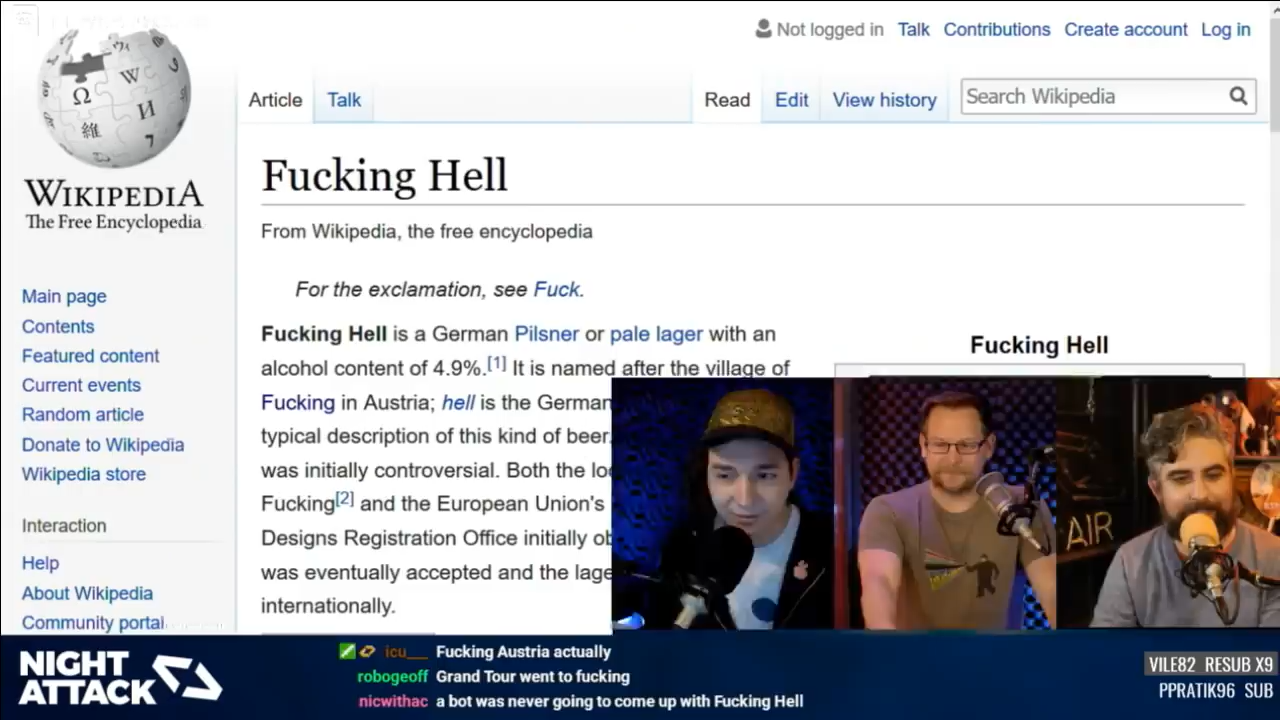 Not logged in Talk Contributions Create account Log in
Article Talk Read Edit View history Search Wikipedia
WIKIPEDIA
The Free Encyclopedia
Fucking Hell
From Wikipedia, the free encyclopedia
For the exclamation, see Fuck.
Fucking Hell is a German Pilsner or pale lager with an
alcohol content of 4.9%.[1] It is named after the village of
Fucking in Austria; hell is the German
typical description of this kind of beer.
was initially controversial. Both the
Fucking[2] and the European Union's
Designs Registration Office initially
was eventually accepted and the
internationally.
Fucking Hell
Main page
Contents
Featured content
Current events
Random article
Donate to Wikipedia
Wikipedia store
Interaction
Help
About Wikipedia
Community portal
AIR
NIGHT
ATTACK
icu___ Fucking Austria actually
robogeoff Grand Tour went to fucking
nicwithac a bot was never going to come up with Fucking Hell
VILE82 RESUB X9
PPRATIK96 SUB